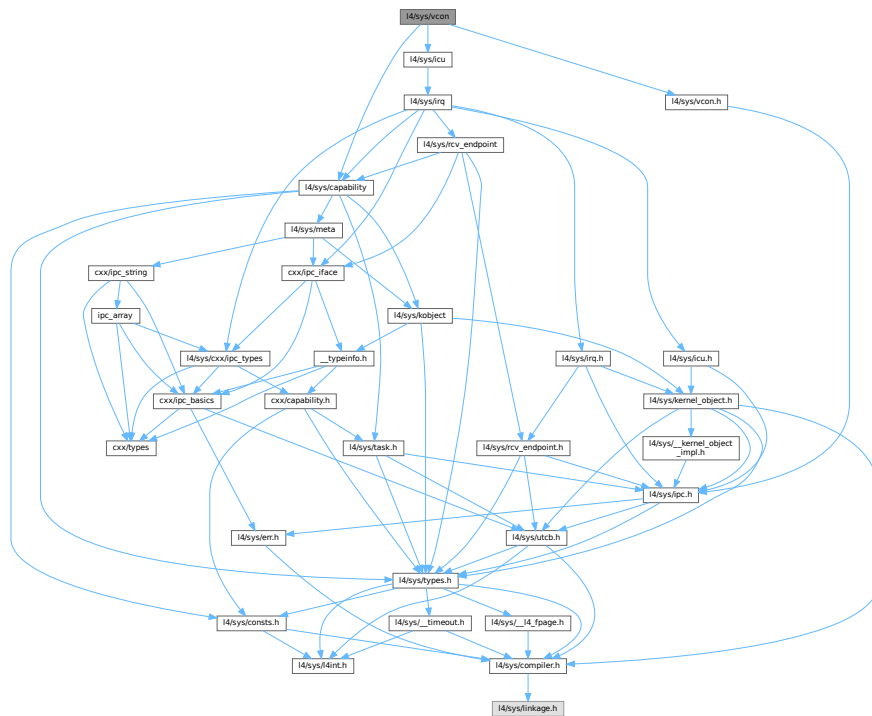 l4/sys/vcon
l4/sys/icu
l4/sys/irq
l4/sys/vcon.h
l4/sys/rcv_endpoint
l4/sys/capability
l4/sys/meta
cxx/ipc_string
cxx/ipc_iface
ipc_array
l4/sys/kobject
l4/sys/cxx/ipc_types
__typeinfo.h
l4/sys/irq.h
l4/sys/icu.h
cxx/ipc_basics
cxx/capability.h
l4/sys/kernel_object.h
cxx/types
l4/sys/task.h
l4/sys/rcv_endpoint.h
l4/sys/__kernel_object
_impl.h
l4/sys/ipc.h
l4/sys/err.h
l4/sys/utcb.h
l4/sys/types.h
l4/sys/consts.h
l4/sys/__timeout.h
l4/sys/__l4_fpage.h
l4/sys/l4int.h
l4/sys/compiler.h
l4/sys/linkage.h